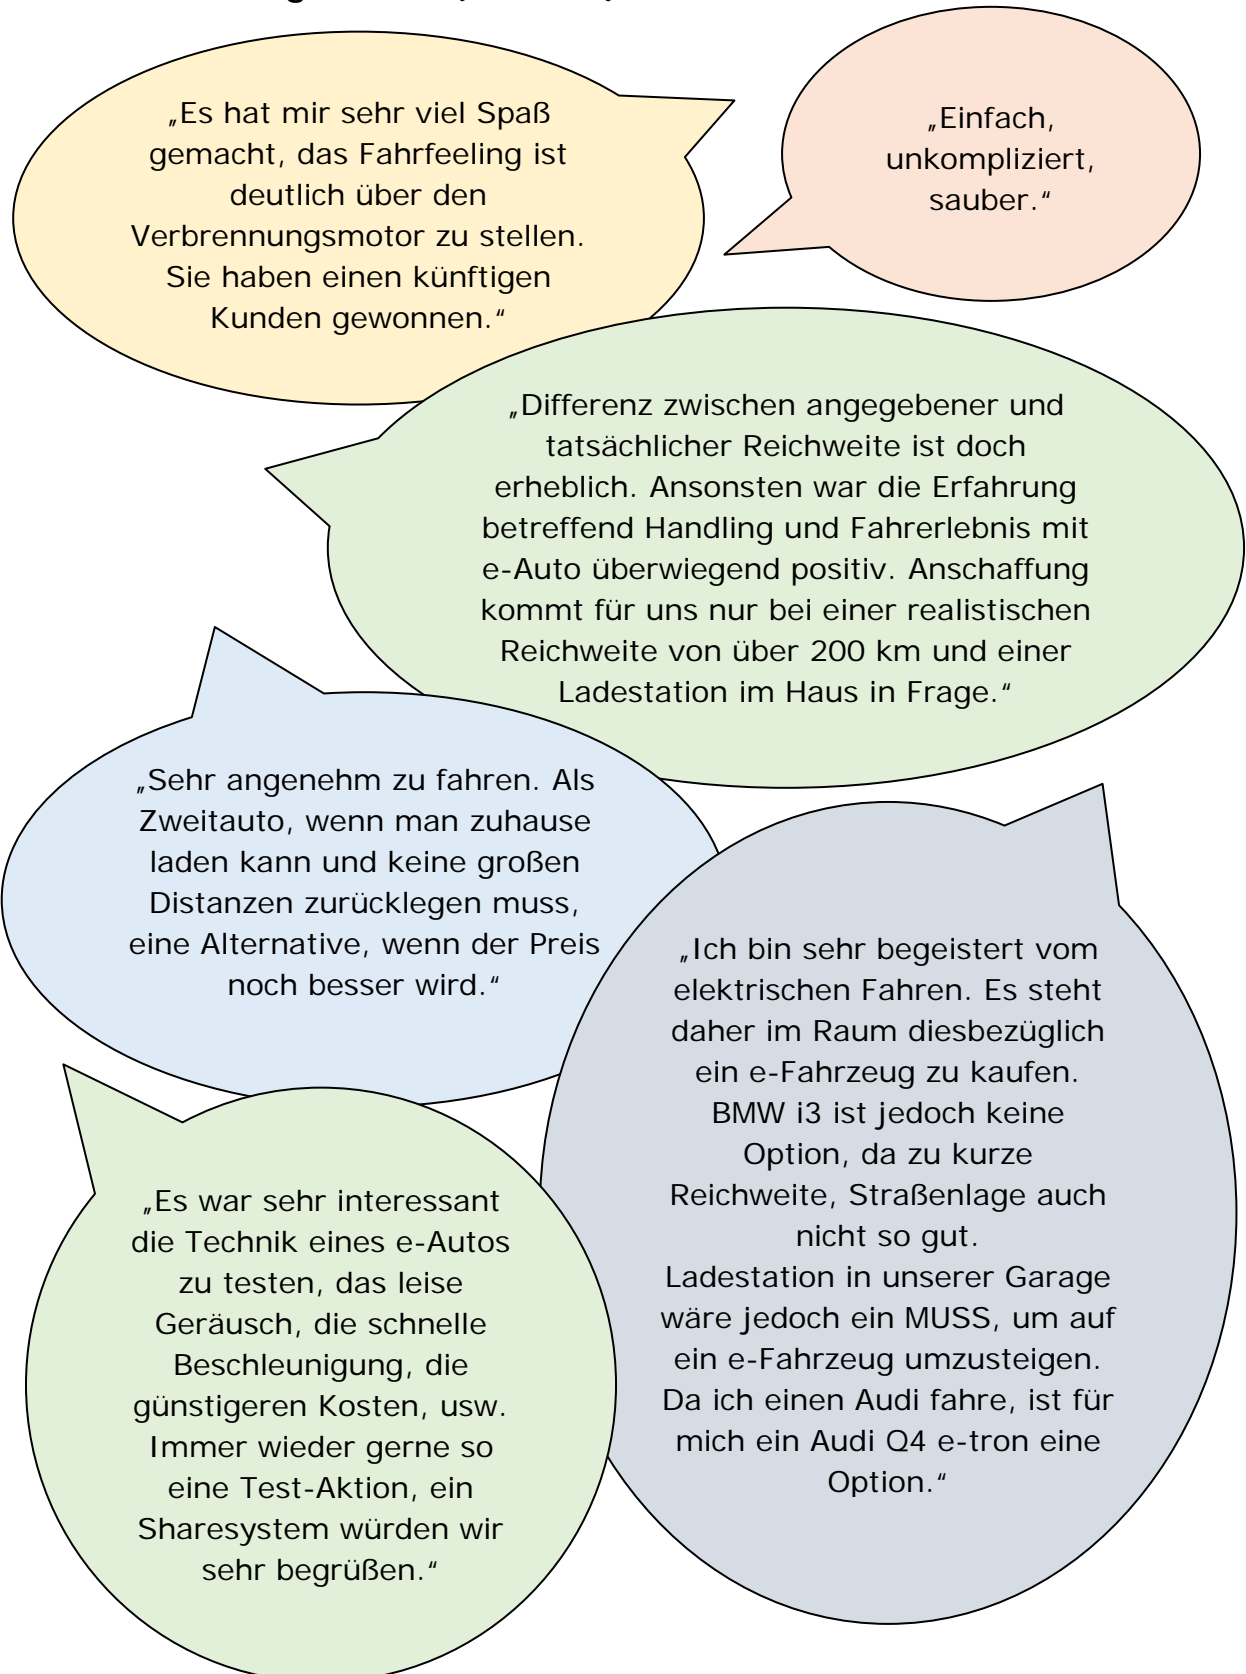 „Es hat mir sehr viel Spaß
gemacht, das Fahrfeeling ist
deutlich über den
Verbrennungsmotor zu stellen.
Sie haben einen künftigen
Kunden gewonnen.“
„Einfach,
unkompliziert,
sauber.“
„Differenz zwischen angegebener und
tatsächlicher Reichweite ist doch
erheblich. Ansonsten war die Erfahrung
betreffend Handling und Fahrerlebnis mit
e-Auto überwiegend positiv. Anschaffung
kommt für uns nur bei einer realistischen
Reichweite von über 200 km und einer
Ladestation im Haus in Frage.“
„Sehr angenehm zu fahren. Als
Zweitauto, wenn man zuhause
laden kann und keine großen
Distanzen zurücklegen muss,
eine Alternative, wenn der Preis
noch besser wird.“
„Ich bin sehr begeistert vom
elektrischen Fahren. Es steht
daher im Raum diesbezüglich
ein e-Fahrzeug zu kaufen.
BMW i3 ist jedoch keine
Option, da zu kurze
Reichweite, Straßenlage auch
nicht so gut.
Ladestation in unserer Garage
wäre jedoch ein MUSS, um auf
ein e-Fahrzeug umzusteigen.
Da ich einen Audi fahre, ist für
mich ein Audi Q4 e-tron eine
Option.“
„Es war sehr interessant
die Technik eines e-Autos
zu testen, das leise
Geräusch, die schnelle
Beschleunigung, die
günstigeren Kosten, usw.
Immer wieder gerne so
eine Test-Aktion, ein
Sharesystem würden wir
sehr begrüßen.“